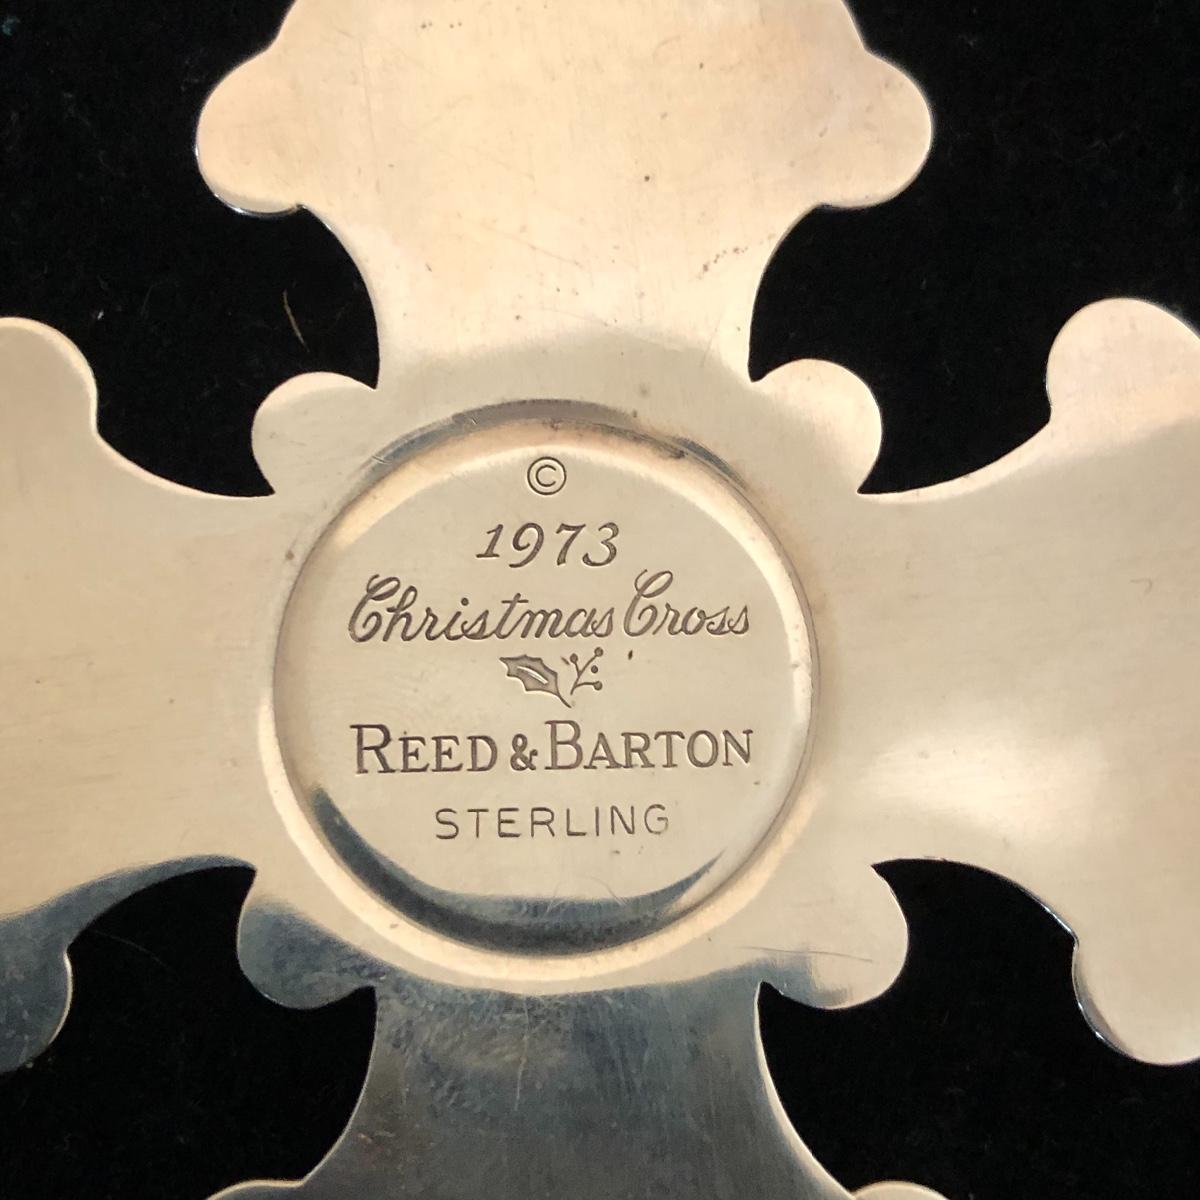 ©
1973
Christmas Cross
REED & BARTON
STERLING